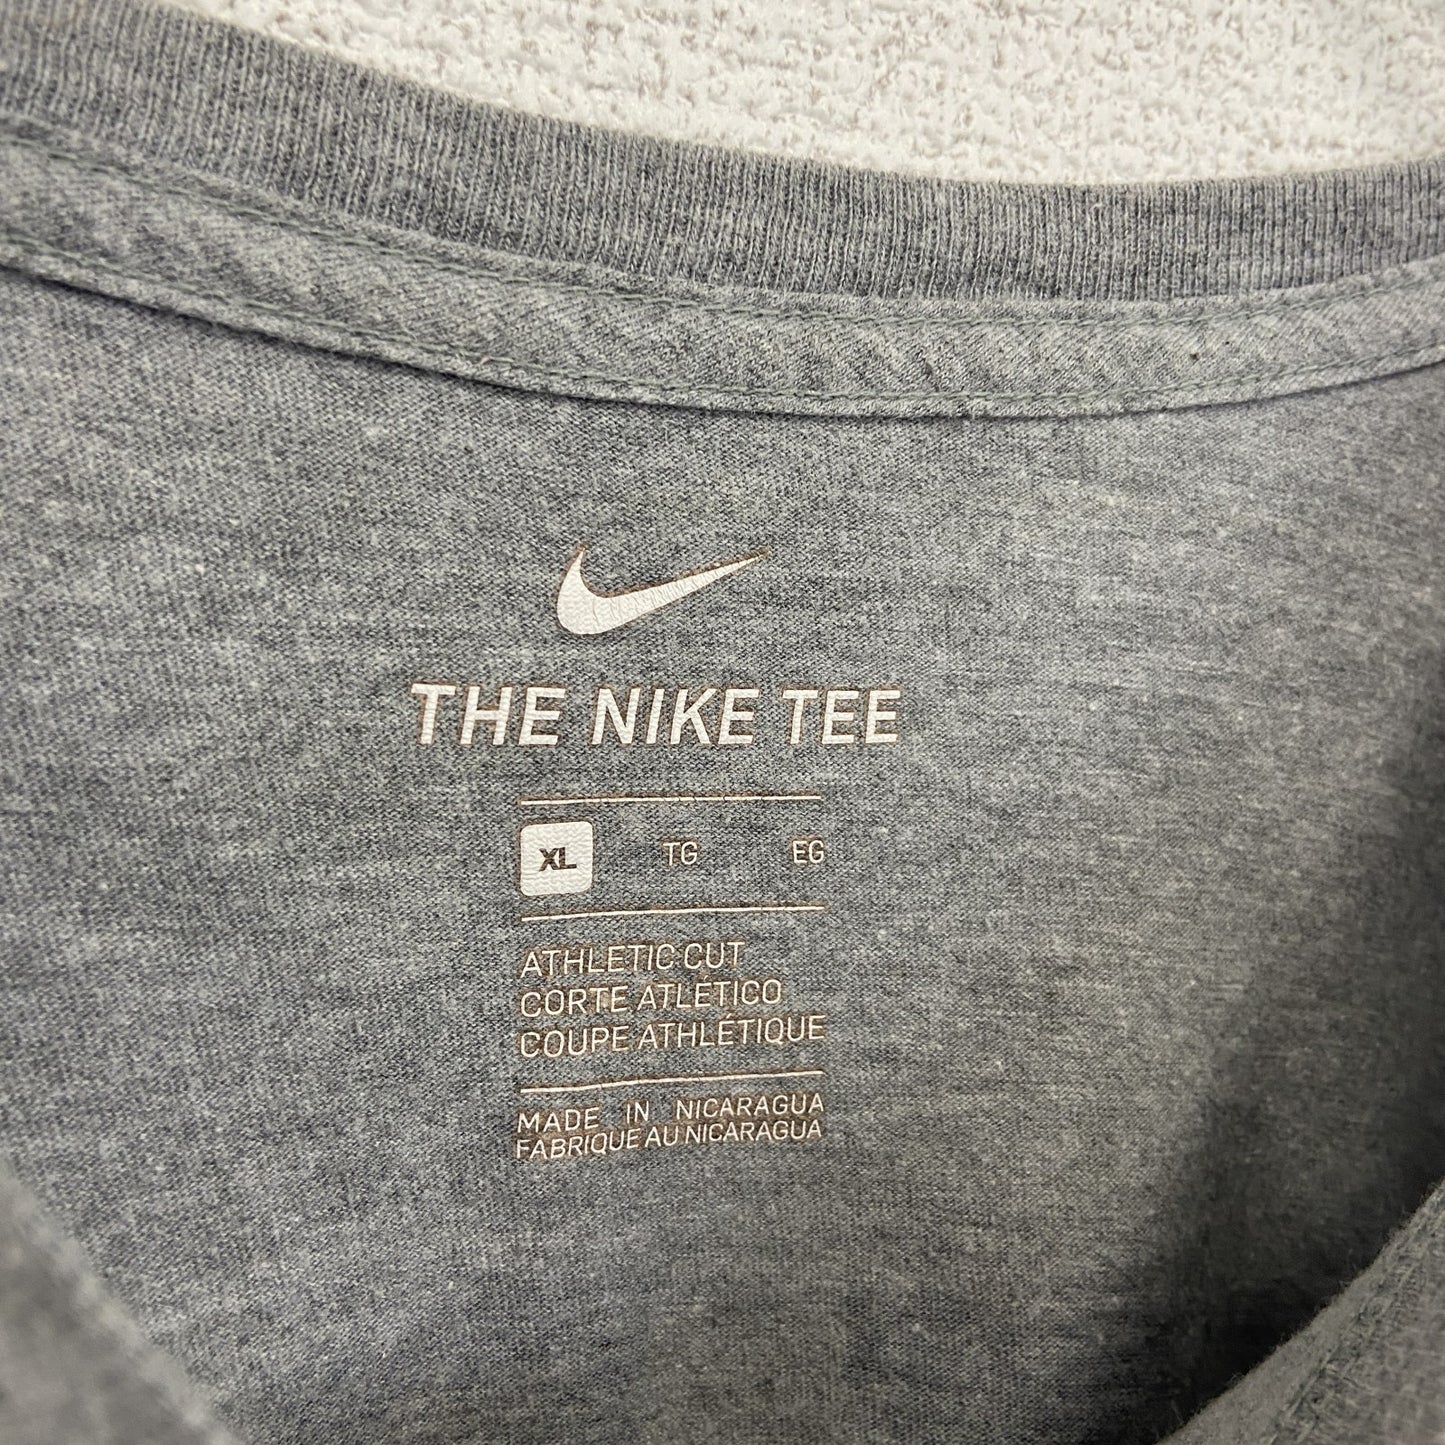 THE NIKE TEE
XL TG EG
ATHLETIC CUT
CORTE ATLÉTICO
COUPE ATHLÉTIQUE
MADE IN NICARAGUA
FABRIQUE AU NICARAGUA